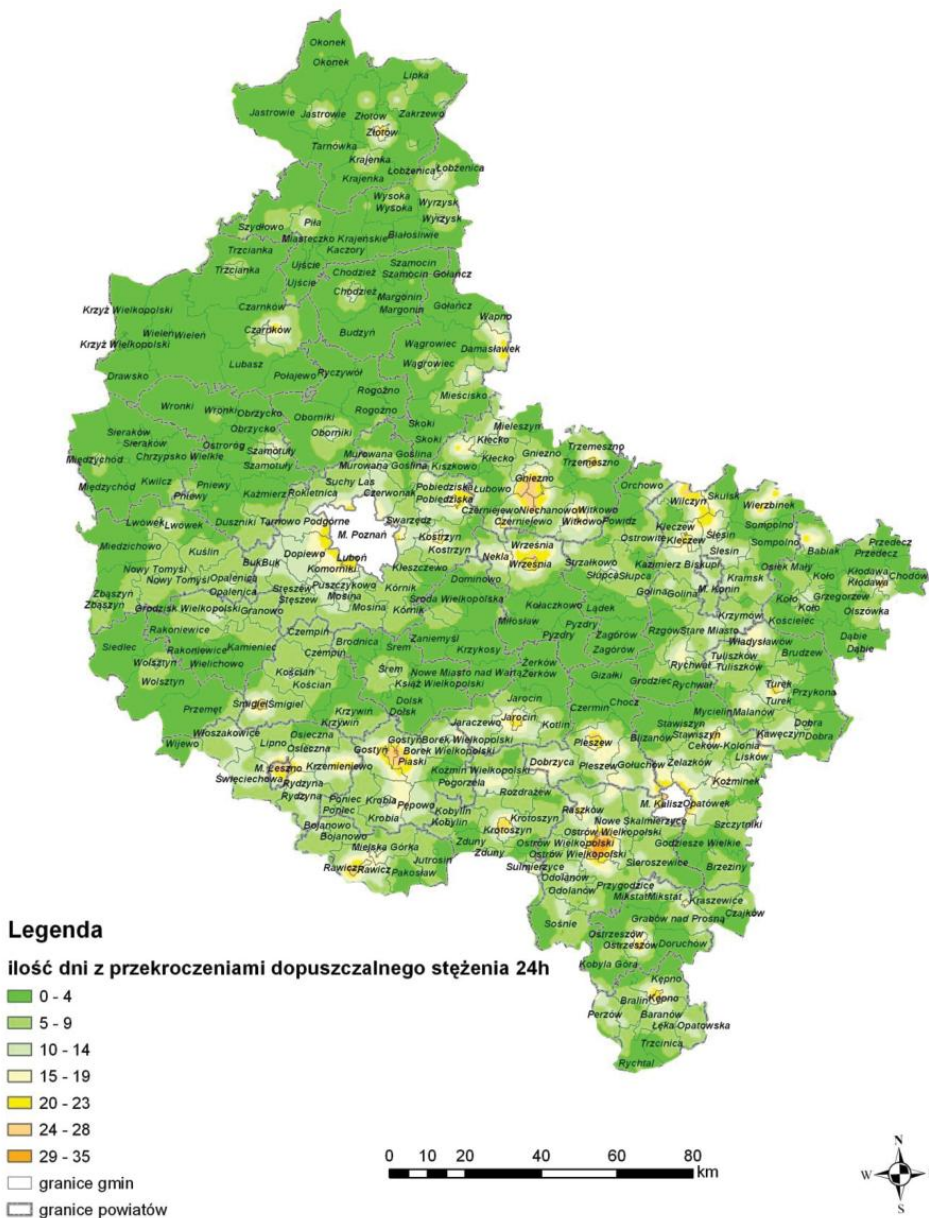 Okonek
Okonek
Lipka
Jastrowie Jastrowie Złotów Zakrzewo
Złotów
Tarnówka
Krajenka
Krajenka Łobżenica Łobżenica
Wysoka
Wysoka Wyrzysk
Szydłowo Piła Wyrzysk
Miasteczko Krajeńskie Białośliwie
Trzcianka Kaczory
Trzcianka Ujście Chodzież Szamocin
Ujście Szamocin Gołańcz
Chodzież Margonin
Krzyż Wielkopolski Czarnków Margonin Gołańcz
Wapno
Wieleń Wieleń Czarnków Budzyń
Krzyż Wielkopolski Wągrowiec Damasławek
Drawsko Lubasz Wągrowiec
Połajewo Ryczywół
Rogoźno Mieścisko
Wronki Wronki Obrzycko Oborniki Rogoźno Skoki Mieleszyn
Sieraków Obrzycko Oborniki Skoki Kłecko Trzemeszno
Sieraków Ostroróg Szamotuły Kłecko Gniezno
Międzychód Chrzypsko Wielkie Szamotuły Murowana Goślina Kiszkowo Trzemeszno
Murowana Goślina Gniezno Orchowo
Międzychód Kwilcz Pniewy Kaźmierz Rokietnica Suchy Las Czerwonak Pobiedziska Łubowo Wilczyn Skulsk Wierzbinek
Pniewy Pobiedziska
Lwówek Lwówek Duszniki Tarnowo Podgórne Swarzędz Czerniejewo Niechanowo Witkowo Powidz Kleczew Ślesin Sompolno
Miedzichowo M. Poznań Kostrzyn Czerniejewo Witkowo Ostrowite Kleczew Sompolno Babiak Przedecz
Kuślin Dopiewo Luboń Kostrzyn Nekla Września Ślesin Przedecz
Buk Buk Komorniki Kleszczewo Września Strzałkowo Kazimierz Biskupi Osiek Mały Kłodawa
Nowy Tomyśl Dominowo Słupca Słupca Kramsk Koło Kłodawa Chodów
Nowy Tomyśl Opalenica Stęszew Puszczykowo Kórnik Golina Golina M. Konin Grzegorzew
Zbąszyń Opalenica Stęszew Mosina Koło Koło
Zbąszyń Grodzisk Wielkopolski Granowo Mosina Kórnik Środa Wielkopolska Kołaczkowo Lądek Krzymów Kościelec Olszówka
Rakoniewice Czempiń Brodnica Zaniemyśl Miłosław Pyzdry Rzgów Stare Miasto Władysławów Dąbie
Siedlec Rakoniewice Kamieniec Czempiń Śrem Krzykosy Pyzdry Zagórów Tuliszków Brudzew Dąbie
Wolsztyn Wielichowo Zagórów Rychwał Tuliszków
Wolsztyn Kościan Śrem Nowe Miasto nad Wartą Żerków Gizałki Grodziec Rychwał Turek Przykona
Kościan Książ Wielkopolski Żerków Turek
Przemęt Śmigiel Śmigiel Dolsk Jarocin Czermin Chocz Mycielin Malanów Dobra
Krzywiń Dolsk Stawiszyn Kawęczyn Dobra
Włoszakowice Krzywiń Jaraczewo Jarocin Kotlin Blizanów Stawiszyn
Wijewo Lipno Osieczna Gostyń Borek Wielkopolski Pleszew Ceków-Kolonia Lisków
Osieczna Gostyń Borek Wielkopolski
M. Leszno Krzemieniewo Piaski Dobrzyca Pleszew Gołuchów Żelazków
Święciechowa Koźmin Wielkopolski Koźminek
Rydzyna Pogorzela Rozdrażew M. Kalisz Opatówek
Rydzyna Poniec Krobia Pępowo
Poniec Krobia Kobylin Krotoszyn Raszków Nowe Skalmierzyce Szczytniki
Bojanowo Kobylin Krotoszyn Ostrów Wielkopolski
Bojanowo Miejska Górka Zduny Ostrów Wielkopolski Godziesze Wielkie
Jutrosin Zduny Ostrów Wielkopolski Sieroszewice Brzeziny
Rawicz Rawicz Pakosław Sulmierzyce
Odolanów Przygodzice
Odolanów Mikstat Mikstat Kraszewice
Sośnie Grabów nad Prosną Czajków
Ostrzeszów
Ostrzeszów Doruchów
Kobyla Góra
Kępno
Bralin Kępno
Perzów Baranów
Łęka Opatowska
Trzcinica
Rychtal
Legenda
ilość dni z przekroczeniami dopuszczalnego stężenia 24h
0 - 4
5 - 9
10 - 14
15 - 19
20 - 23
24 - 28
29 - 35
granice gmin
granice powiatów
0 10 20 40 60 80
km
N
W
S